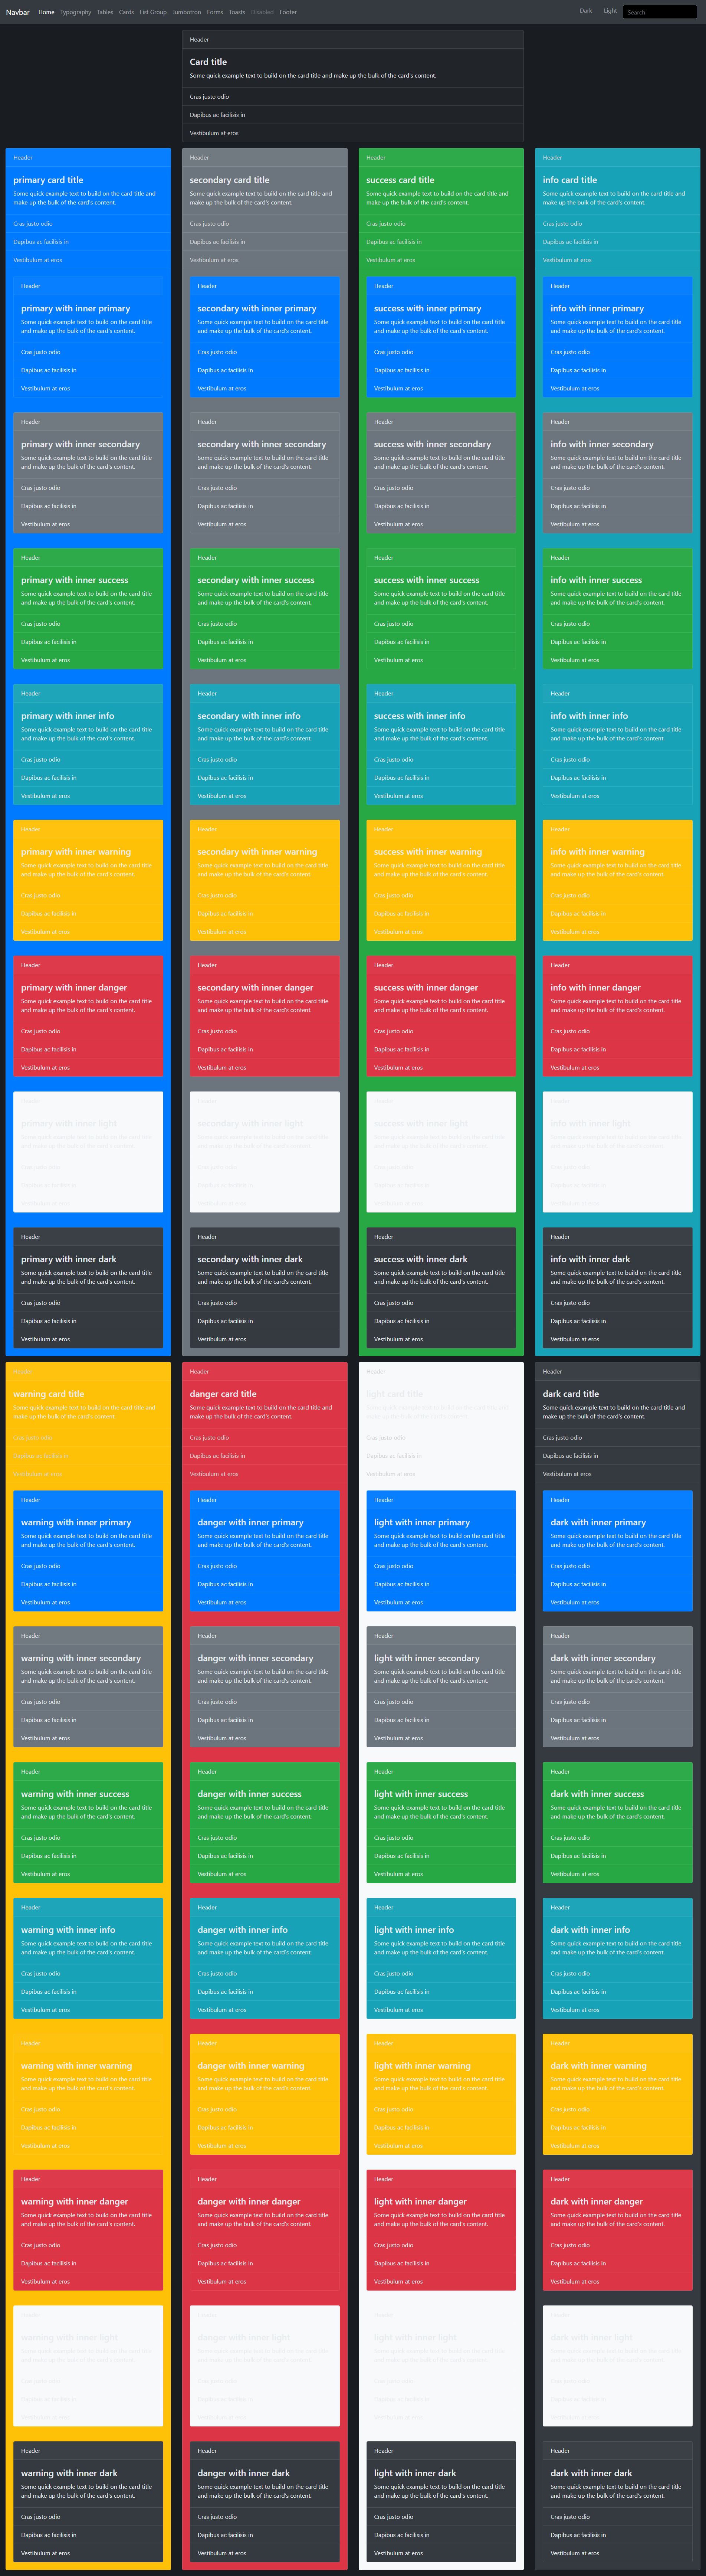 Navbar Home Typography Tables Cards List Group Jumbotron Forms Toasts Disabled Footer Dark Light Search
Header
Card title
Some quick example text to build on the card title and make up the bulk of the card's content.
Cras justo odio
Dapibus ac facilisis in
Vestibulum at eros
Header
primary card title
Some quick example text to build on the card title and
make up the bulk of the card's content.
Cras justo odio
Dapibus ac facilisis in
Vestibulum at eros
Header
primary with inner primary
Some quick example text to build on the card title
and make up the bulk of the card's content.
Cras justo odio
Dapibus ac facilisis in
Vestibulum at eros
Header
primary with inner secondary
Some quick example text to build on the card title
and make up the bulk of the card's content.
Cras justo odio
Dapibus ac facilisis in
Vestibulum at eros
Header
primary with inner success
Some quick example text to build on the card title
and make up the bulk of the card's content.
Cras justo odio
Dapibus ac facilisis in
Vestibulum at eros
Header
primary with inner info
Some quick example text to build on the card title
and make up the bulk of the card's content.
Cras justo odio
Dapibus ac facilisis in
Vestibulum at eros
Header
primary with inner warning
Some quick example text to build on the card title
and make up the bulk of the card's content.
Cras justo odio
Dapibus ac facilisis in
Vestibulum at eros
Header
primary with inner danger
Some quick example text to build on the card title
and make up the bulk of the card's content.
Cras justo odio
Dapibus ac facilisis in
Vestibulum at eros
primary with inner light
Header
primary with inner dark
Some quick example text to build on the card title
and make up the bulk of the card's content.
Cras justo odio
Dapibus ac facilisis in
Vestibulum at eros
Header
secondary card title
Some quick example text to build on the card title and
make up the bulk of the card's content.
Cras justo odio
Dapibus ac facilisis in
Vestibulum at eros
Header
secondary with inner primary
Some quick example text to build on the card title
and make up the bulk of the card's content.
Cras justo odio
Dapibus ac facilisis in
Vestibulum at eros
Header
secondary with inner secondary
Some quick example text to build on the card title
and make up the bulk of the card's content.
Cras justo odio
Dapibus ac facilisis in
Vestibulum at eros
Header
secondary with inner success
Some quick example text to build on the card title
and make up the bulk of the card's content.
Cras justo odio
Dapibus ac facilisis in
Vestibulum at eros
Header
secondary with inner info
Some quick example text to build on the card title
and make up the bulk of the card's content.
Cras justo odio
Dapibus ac facilisis in
Vestibulum at eros
Header
secondary with inner warning
Some quick example text to build on the card title
and make up the bulk of the card's content.
Cras justo odio
Dapibus ac facilisis in
Vestibulum at eros
Header
secondary with inner danger
Some quick example text to build on the card title
and make up the bulk of the card's content.
Cras justo odio
Dapibus ac facilisis in
Vestibulum at eros
secondary with inner light
Header
secondary with inner dark
Some quick example text to build on the card title
and make up the bulk of the card's content.
Cras justo odio
Dapibus ac facilisis in
Vestibulum at eros
Header
success card title
Some quick example text to build on the card title and
make up the bulk of the card's content.
Cras justo odio
Dapibus ac facilisis in
Vestibulum at eros
Header
success with inner primary
Some quick example text to build on the card title
and make up the bulk of the card's content.
Cras justo odio
Dapibus ac facilisis in
Vestibulum at eros
Header
success with inner secondary
Some quick example text to build on the card title
and make up the bulk of the card's content.
Cras justo odio
Dapibus ac facilisis in
Vestibulum at eros
Header
success with inner success
Some quick example text to build on the card title
and make up the bulk of the card's content.
Cras justo odio
Dapibus ac facilisis in
Vestibulum at eros
Header
success with inner info
Some quick example text to build on the card title
and make up the bulk of the card's content.
Cras justo odio
Dapibus ac facilisis in
Vestibulum at eros
Header
success with inner warning
Some quick example text to build on the card title
and make up the bulk of the card's content.
Cras justo odio
Dapibus ac facilisis in
Vestibulum at eros
Header
success with inner danger
Some quick example text to build on the card title
and make up the bulk of the card's content.
Cras justo odio
Dapibus ac facilisis in
Vestibulum at eros
success with inner light
Header
success with inner dark
Some quick example text to build on the card title
and make up the bulk of the card's content.
Cras justo odio
Dapibus ac facilisis in
Vestibulum at eros
Header
info card title
Some quick example text to build on the card title and
make up the bulk of the card's content.
Cras justo odio
Dapibus ac facilisis in
Vestibulum at eros
Header
info with inner primary
Some quick example text to build on the card title
and make up the bulk of the card's content.
Cras justo odio
Dapibus ac facilisis in
Vestibulum at eros
Header
info with inner secondary
Some quick example text to build on the card title
and make up the bulk of the card's content.
Cras justo odio
Dapibus ac facilisis in
Vestibulum at eros
Header
info with inner success
Some quick example text to build on the card title
and make up the bulk of the card's content.
Cras justo odio
Dapibus ac facilisis in
Vestibulum at eros
Header
info with inner info
Some quick example text to build on the card title
and make up the bulk of the card's content.
Cras justo odio
Dapibus ac facilisis in
Vestibulum at eros
Header
info with inner warning
Some quick example text to build on the card title
and make up the bulk of the card's content.
Cras justo odio
Dapibus ac facilisis in
Vestibulum at eros
Header
info with inner danger
Some quick example text to build on the card title
and make up the bulk of the card's content.
Cras justo odio
Dapibus ac facilisis in
Vestibulum at eros
info with inner light
Header
info with inner dark
Some quick example text to build on the card title
and make up the bulk of the card's content.
Cras justo odio
Dapibus ac facilisis in
Vestibulum at eros
Header
warning card title
Some quick example text to build on the card title and
make up the bulk of the card's content.
Cras justo odio
Dapibus ac facilisis in
Vestibulum at eros
Header
warning with inner primary
Some quick example text to build on the card title
and make up the bulk of the card's content.
Cras justo odio
Dapibus ac facilisis in
Vestibulum at eros
Header
warning with inner secondary
Some quick example text to build on the card title
and make up the bulk of the card's content.
Cras justo odio
Dapibus ac facilisis in
Vestibulum at eros
Header
warning with inner success
Some quick example text to build on the card title
and make up the bulk of the card's content.
Cras justo odio
Dapibus ac facilisis in
Vestibulum at eros
Header
warning with inner info
Some quick example text to build on the card title
and make up the bulk of the card's content.
Cras justo odio
Dapibus ac facilisis in
Vestibulum at eros
Header
warning with inner warning
Some quick example text to build on the card title
and make up the bulk of the card's content.
Cras justo odio
Dapibus ac facilisis in
Vestibulum at eros
Header
warning with inner danger
Some quick example text to build on the card title
and make up the bulk of the card's content.
Cras justo odio
Dapibus ac facilisis in
Vestibulum at eros
warning with inner light
Header
warning with inner dark
Some quick example text to build on the card title
and make up the bulk of the card's content.
Cras justo odio
Dapibus ac facilisis in
Vestibulum at eros
Header
danger card title
Some quick example text to build on the card title and
make up the bulk of the card's content.
Cras justo odio
Dapibus ac facilisis in
Vestibulum at eros
Header
danger with inner primary
Some quick example text to build on the card title
and make up the bulk of the card's content.
Cras justo odio
Dapibus ac facilisis in
Vestibulum at eros
Header
danger with inner secondary
Some quick example text to build on the card title
and make up the bulk of the card's content.
Cras justo odio
Dapibus ac facilisis in
Vestibulum at eros
Header
danger with inner success
Some quick example text to build on the card title
and make up the bulk of the card's content.
Cras justo odio
Dapibus ac facilisis in
Vestibulum at eros
Header
danger with inner info
Some quick example text to build on the card title
and make up the bulk of the card's content.
Cras justo odio
Dapibus ac facilisis in
Vestibulum at eros
Header
danger with inner warning
Some quick example text to build on the card title
and make up the bulk of the card's content.
Cras justo odio
Dapibus ac facilisis in
Vestibulum at eros
Header
danger with inner danger
Some quick example text to build on the card title
and make up the bulk of the card's content.
Cras justo odio
Dapibus ac facilisis in
Vestibulum at eros
danger with inner light
Header
danger with inner dark
Some quick example text to build on the card title
and make up the bulk of the card's content.
Cras justo odio
Dapibus ac facilisis in
Vestibulum at eros
Header
light card title
Cras justo odio
Dapibus ac facilisis in
Vestibulum at eros
Header
light with inner primary
Some quick example text to build on the card title
and make up the bulk of the card's content.
Cras justo odio
Dapibus ac facilisis in
Vestibulum at eros
Header
light with inner secondary
Some quick example text to build on the card title
and make up the bulk of the card's content.
Cras justo odio
Dapibus ac facilisis in
Vestibulum at eros
Header
light with inner success
Some quick example text to build on the card title
and make up the bulk of the card's content.
Cras justo odio
Dapibus ac facilisis in
Vestibulum at eros
Header
light with inner info
Some quick example text to build on the card title
and make up the bulk of the card's content.
Cras justo odio
Dapibus ac facilisis in
Vestibulum at eros
Header
light with inner warning
Some quick example text to build on the card title
and make up the bulk of the card's content.
Cras justo odio
Dapibus ac facilisis in
Vestibulum at eros
Header
light with inner danger
Some quick example text to build on the card title
and make up the bulk of the card's content.
Cras justo odio
Dapibus ac facilisis in
Vestibulum at eros
light with inner light
Header
light with inner dark
Some quick example text to build on the card title
and make up the bulk of the card's content.
Cras justo odio
Dapibus ac facilisis in
Vestibulum at eros
Header
dark card title
Some quick example text to build on the card title and
make up the bulk of the card's content.
Cras justo odio
Dapibus ac facilisis in
Vestibulum at eros
Header
dark with inner primary
Some quick example text to build on the card title
and make up the bulk of the card's content.
Cras justo odio
Dapibus ac facilisis in
Vestibulum at eros
Header
dark with inner secondary
Some quick example text to build on the card title
and make up the bulk of the card's content.
Cras justo odio
Dapibus ac facilisis in
Vestibulum at eros
Header
dark with inner success
Some quick example text to build on the card title
and make up the bulk of the card's content.
Cras justo odio
Dapibus ac facilisis in
Vestibulum at eros
Header
dark with inner info
Some quick example text to build on the card title
and make up the bulk of the card's content.
Cras justo odio
Dapibus ac facilisis in
Vestibulum at eros
Header
dark with inner warning
Some quick example text to build on the card title
and make up the bulk of the card's content.
Cras justo odio
Dapibus ac facilisis in
Vestibulum at eros
Header
dark with inner danger
Some quick example text to build on the card title
and make up the bulk of the card's content.
Cras justo odio
Dapibus ac facilisis in
Vestibulum at eros
dark with inner light
Header
dark with inner dark
Some quick example text to build on the card title
and make up the bulk of the card's content.
Cras justo odio
Dapibus ac facilisis in
Vestibulum at eros